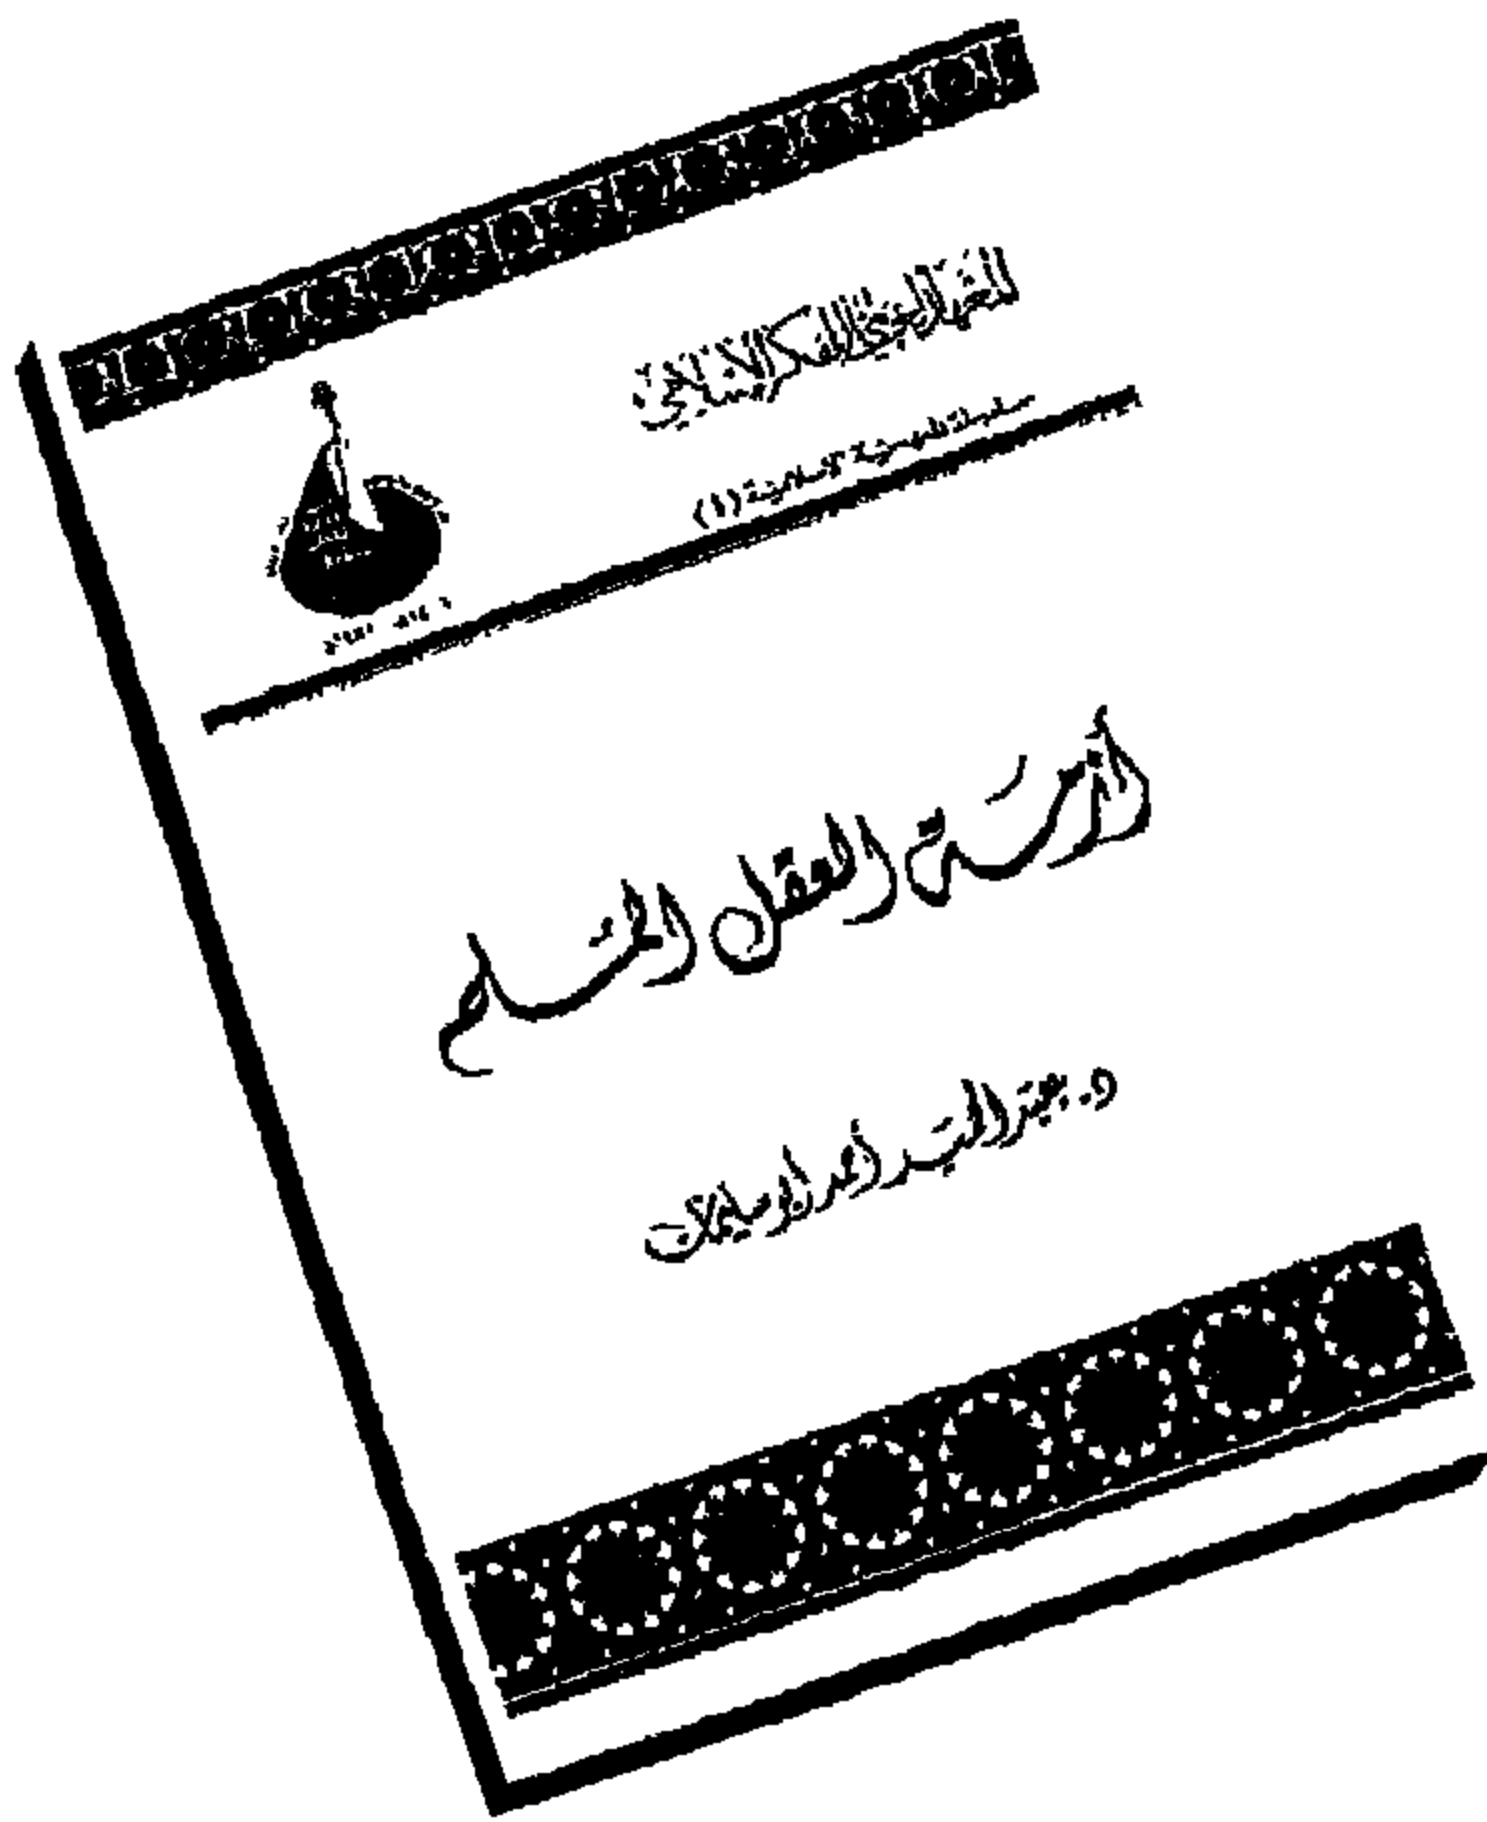 المعهد العالمي للفكر الإسلامي
سلسلة المنهجية الإسلامية (١)
أزمة العقل المسلم
د. عبد الحميد أحمد أبو سليمان